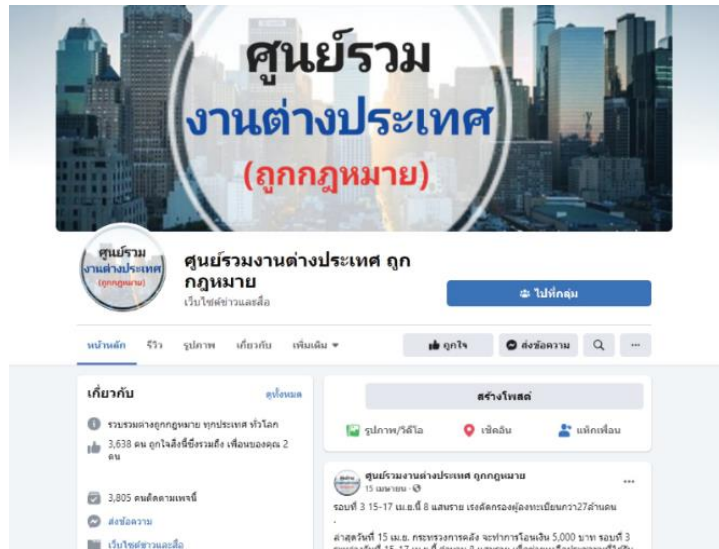 ศูนย์รวม
งานต่างประเทศ
(ถูกกฎหมาย)
ศูนย์รวม
งานต่างประเทศ
(ถูกกฎหมาย)
ศูนย์รวมงานต่างประเทศ ถูก
กฎหมาย
เว็บไซต์ข่าวและสื่อ
ไปที่กลุ่ม
หน้าหลัก รีวิว รูปภาพ เกี่ยวกับ เพิ่มเติม
ถูกใจ ส่งข้อความ
เกี่ยวกับ ดูทั้งหมด
รวบรวมต่างถูกกฎหมาย ทุกประเทศ ทั่วโลก
3,638 คน ถูกใจสิ่งนี้ซึ่งรวมถึง เพื่อนของคุณ 2
คน
3,805 คนติดตามเพจนี้
ส่งข้อความ
เว็บไซต์ข่าวและสื่อ
สร้างโพสต์
รูปภาพ/วิดีโอ เช็คอิน แท็กเพื่อน
ศูนย์รวมงานต่างประเทศ ถูกกฎหมาย
15 เมษายน
รอบที่ 3 15-17 เม.ย.นี้ 8 แสนราย เร่งคัดกรองผู้ลงทะเบียนกว่า27ล้านคน
.
ล่าสุดวันที่ 15 เม.ย. กระทรวงการคลัง จะทำการโอนเงิน 5,000 บาท รอบที่ 3